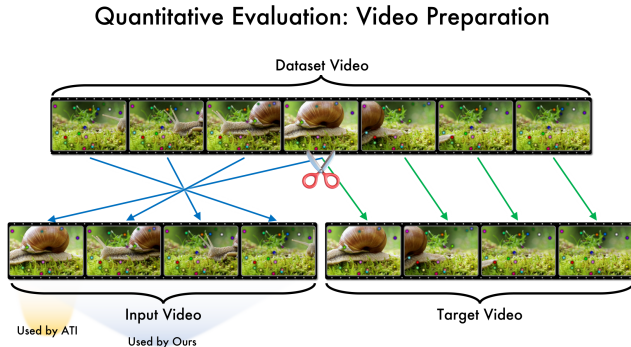 Quantitative Evaluation: Video Preparation
Dataset Video
Input Video
Target Video
Used by ATI
Used by Ours